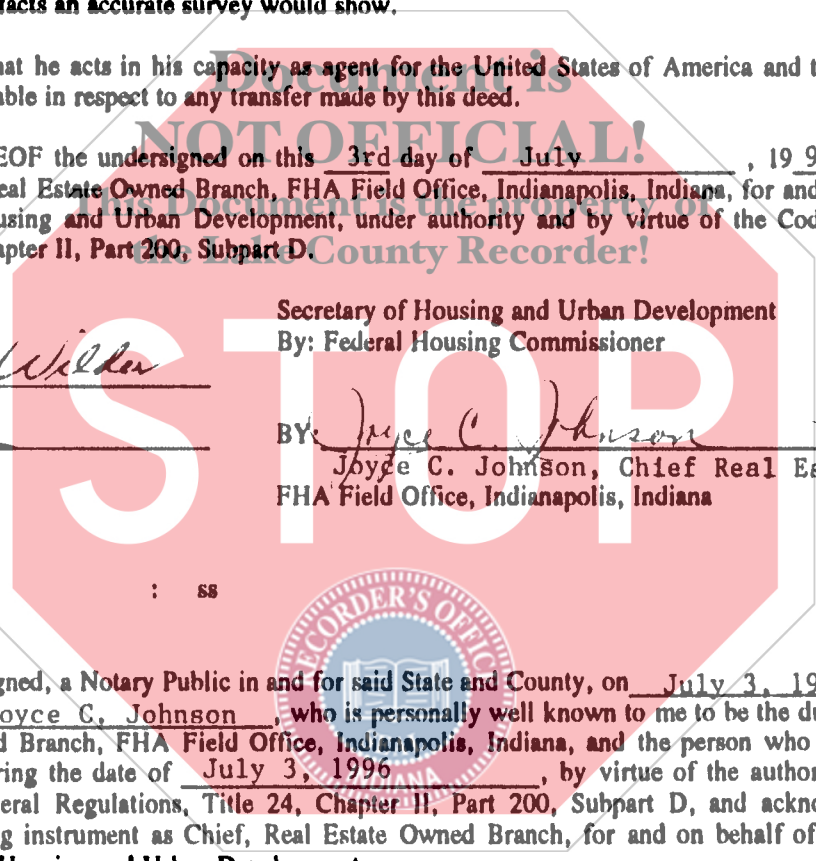 facts an accurate survey would show.
hat he acts in his capacity as agent for the United States of America and t
able in respect to any transfer made by this deed.
EOF the undersigned on this 3rd day of July , 19 9
eal Estate Owned Branch, FHA Field Office, Indianapolis, Indiana, for and
using and Urban Development, under authority and by virtue of the Cod
apter II, Part 200, Subpart D.
Document is
NOT OFFICIAL!
This Document is the property of
the Lake County Recorder!
STOP
Secretary of Housing and Urban Development
By: Federal Housing Commissioner
Wilder
BY: Joyce C. Johnson
Joyce C. Johnson, Chief Real Es
FHA Field Office, Indianapolis, Indiana
: ss
RECORDER'S OFFICE
INDIANA
gned, a Notary Public in and for said State and County, on July 3, 19
oyce C. Johnson , who is personally well known to me to be the du
d Branch, FHA Field Office, Indianapolis, Indiana, and the person who
ring the date of July 3, 1996 , by virtue of the author
eral Regulations, Title 24, Chapter II, Part 200, Subpart D, and ackno
g instrument as Chief, Real Estate Owned Branch, for and on behalf of
Housing and Urban Development